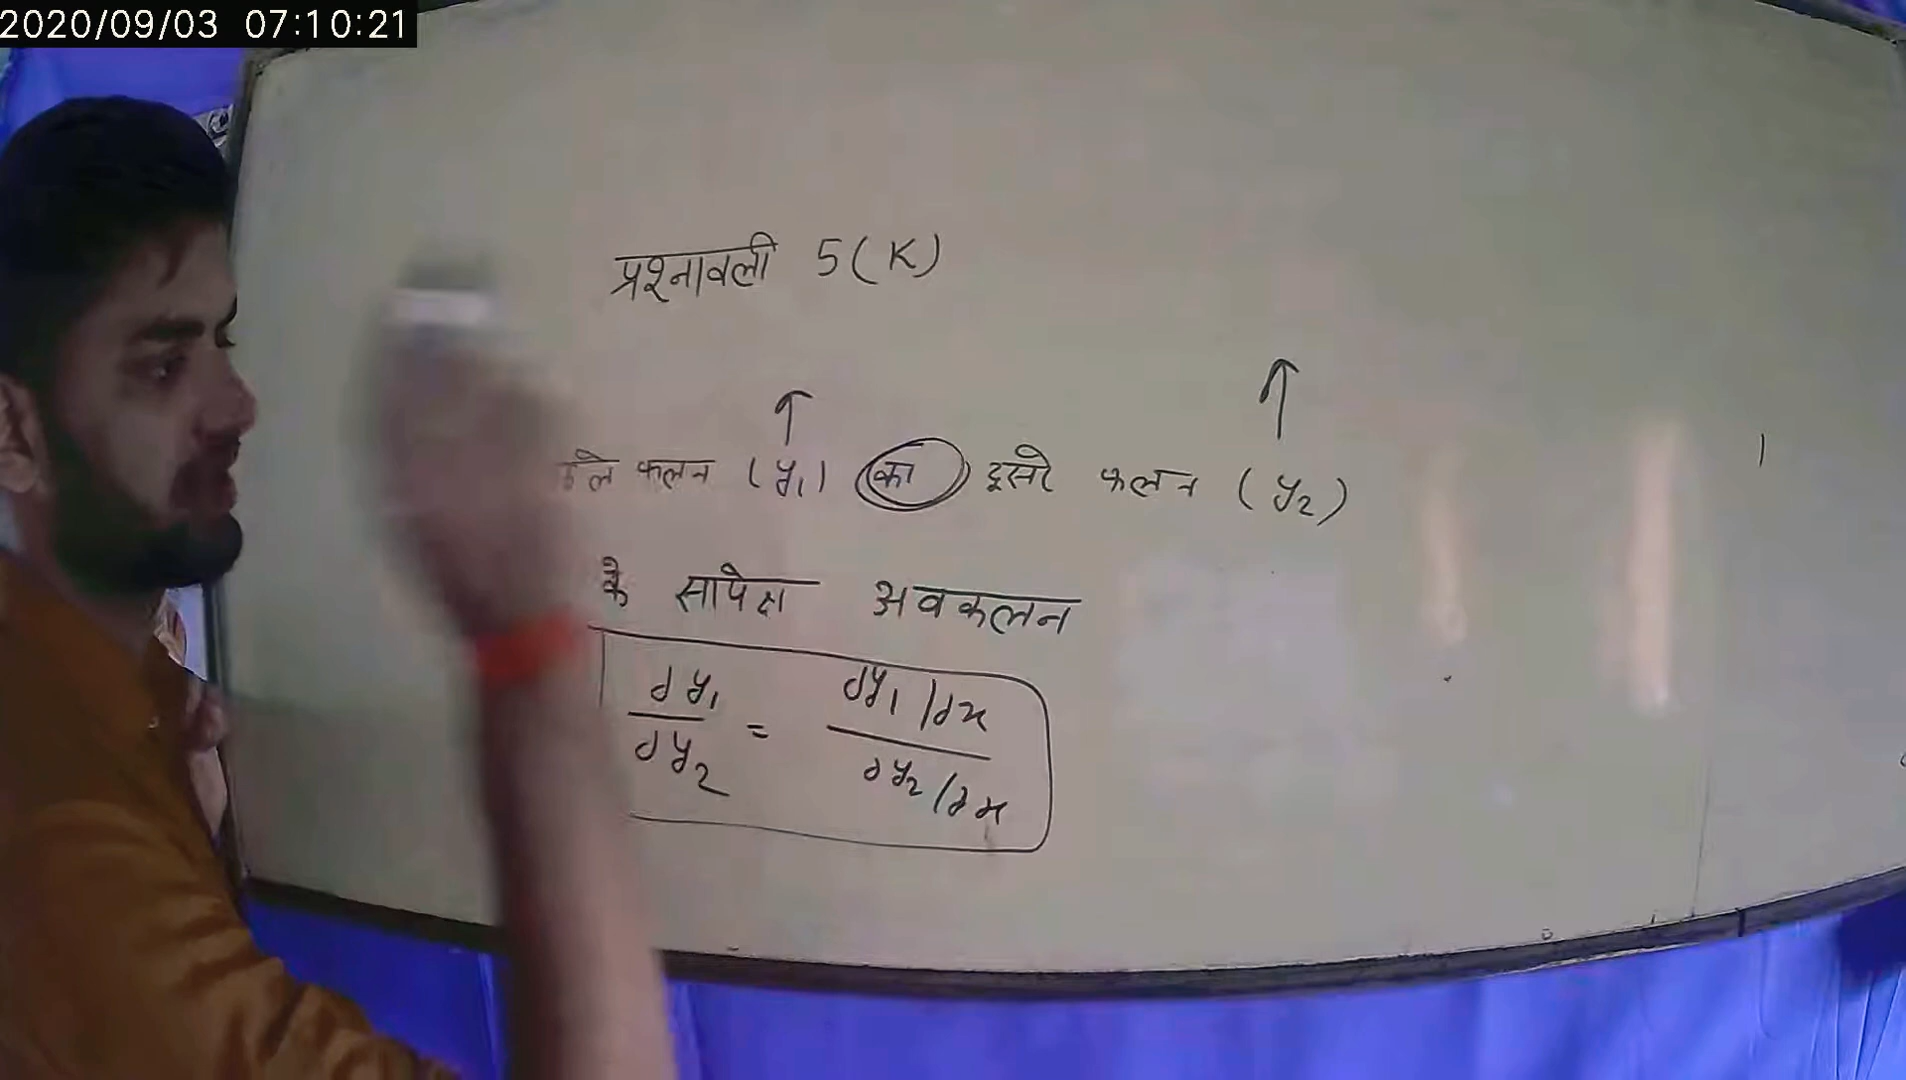 2020/09/03 07:10:21
प्रश्नावली 5(K)
फलन (y₁) का दूसरे फलन (y₂)
के सापेक्ष अवकलन
dy₁/dy₂ = (dy₁/dx)/(dy₂/dx)